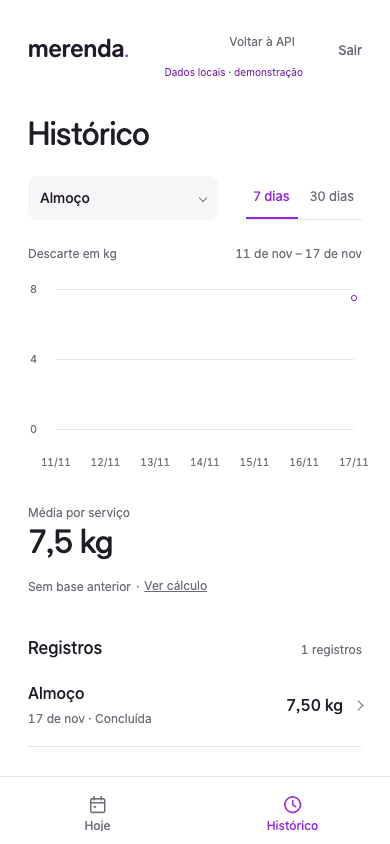 merenda.
Voltar à API
Sair
Dados locais · demonstração
Histórico
Almoço
7 dias
30 dias
Descarte em kg
11 de nov – 17 de nov
8
4
0
11/11 12/11 13/11 14/11 15/11 16/11 17/11
Média por serviço
7,5 kg
Sem base anterior · Ver cálculo
Registros
1 registros
Almoço
7,50 kg
17 de nov · Concluída
Hoje
Histórico